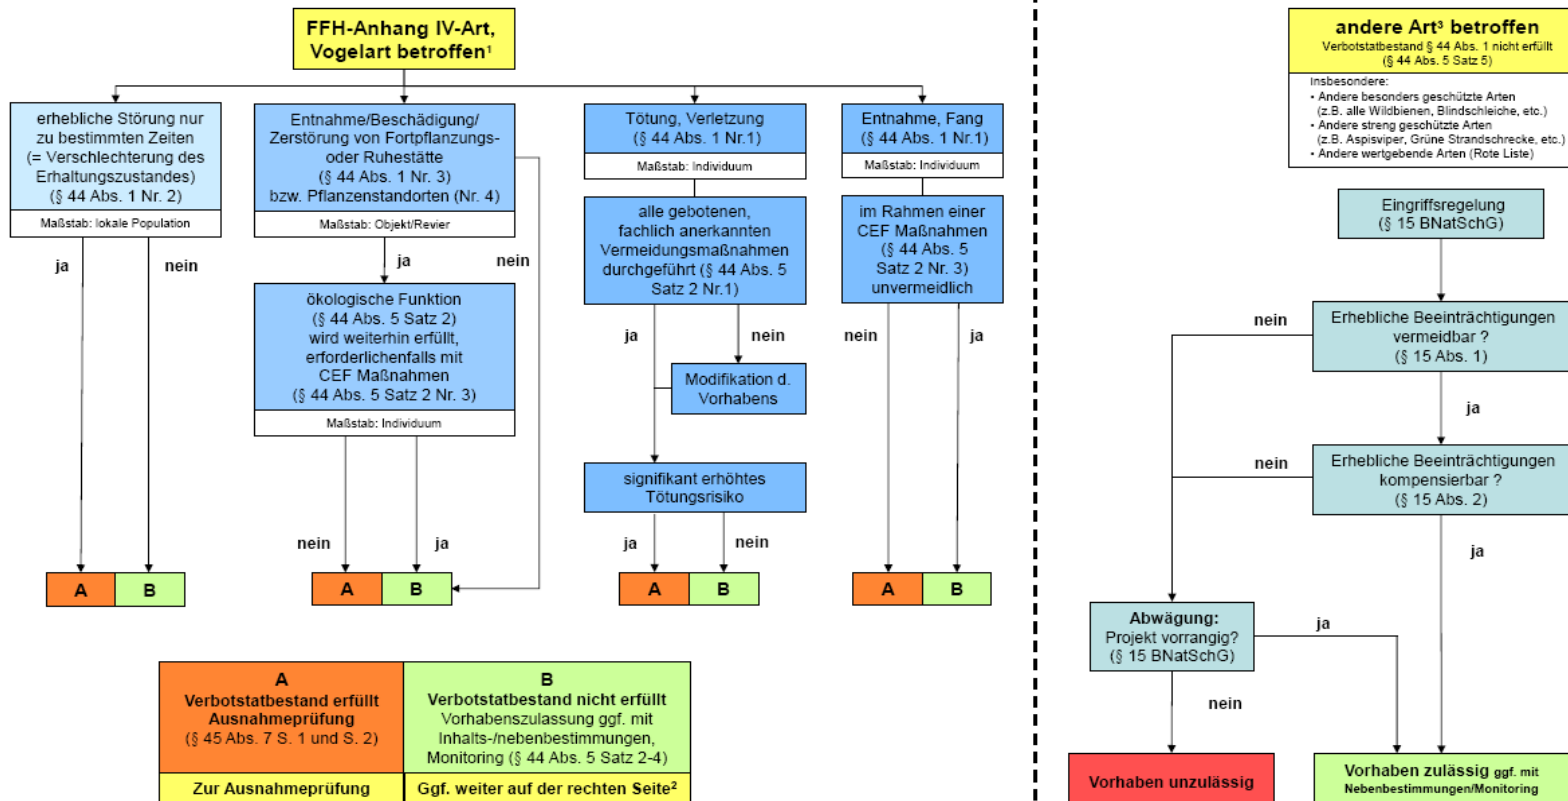 FFH-Anhang IV-Art,
Vogelart betroffen¹
erhebliche Störung nur
zu bestimmten Zeiten
(= Verschlechterung des
Erhaltungszustandes)
(§ 44 Abs. 1 Nr. 2)
Maßstab: lokale Population
ja
nein
Entnahme/Beschädigung/
Zerstörung von Fortpflanzungs-
oder Ruhestätte
(§ 44 Abs. 1 Nr. 3)
bzw. Pflanzenstandorten (Nr. 4)
Maßstab: Objekt/Revier
ja
nein
ökologische Funktion
(§ 44 Abs. 5 Satz 2)
wird weiterhin erfüllt,
erforderlichenfalls mit
CEF Maßnahmen
(§ 44 Abs. 5 Satz 2 Nr. 3)
Maßstab: Individuum
nein
ja
Tötung, Verletzung
(§ 44 Abs. 1 Nr.1)
Maßstab: Individuum
alle gebotenen,
fachlich anerkannten
Vermeidungsmaßnahmen
durchgeführt (§ 44 Abs. 5
Satz 2 Nr.1)
ja
nein
Modifikation d.
Vorhabens
signifikant erhöhtes
Tötungsrisiko
ja
nein
Entnahme, Fang
(§ 44 Abs. 1 Nr.1)
Maßstab: Individuum
im Rahmen einer
CEF Maßnahmen
(§ 44 Abs. 5
Satz 2 Nr. 3)
unvermeidlich
nein
ja
A
B
A
B
A
B
A
B
A
Verbotstatbestand erfüllt
Ausnahmeprüfung
(§ 45 Abs. 7 S. 1 und S. 2)
Zur Ausnahmeprüfung
B
Verbotstatbestand nicht erfüllt
Vorhabenszulassung ggf. mit
Inhalts-/nebenbestimmungen,
Monitoring (§ 44 Abs. 5 Satz 2-4)
Ggf. weiter auf der rechten Seite²
andere Art³ betroffen
Verbotstatbestand § 44 Abs. 1 nicht erfüllt
(§ 44 Abs. 5 Satz 5)
Insbesondere:
• Andere besonders geschützte Arten
(z.B. alle Wildbienen, Blindschleiche, etc.)
• Andere streng geschützte Arten
(z.B. Aspisviper, Grüne Strandschrecke, etc.)
• Andere wertgebende Arten (Rote Liste)
Eingriffsregelung
(§ 15 BNatSchG)
Erhebliche Beeinträchtigungen
vermeidbar ?
(§ 15 Abs. 1)
nein
ja
Erhebliche Beeinträchtigungen
kompensierbar ?
(§ 15 Abs. 2)
nein
ja
Abwägung:
Projekt vorrangig?
(§ 15 BNatSchG)
ja
nein
Vorhaben unzulässig
Vorhaben zulässig ggf. mit
Nebenbestimmungen/Monitoring